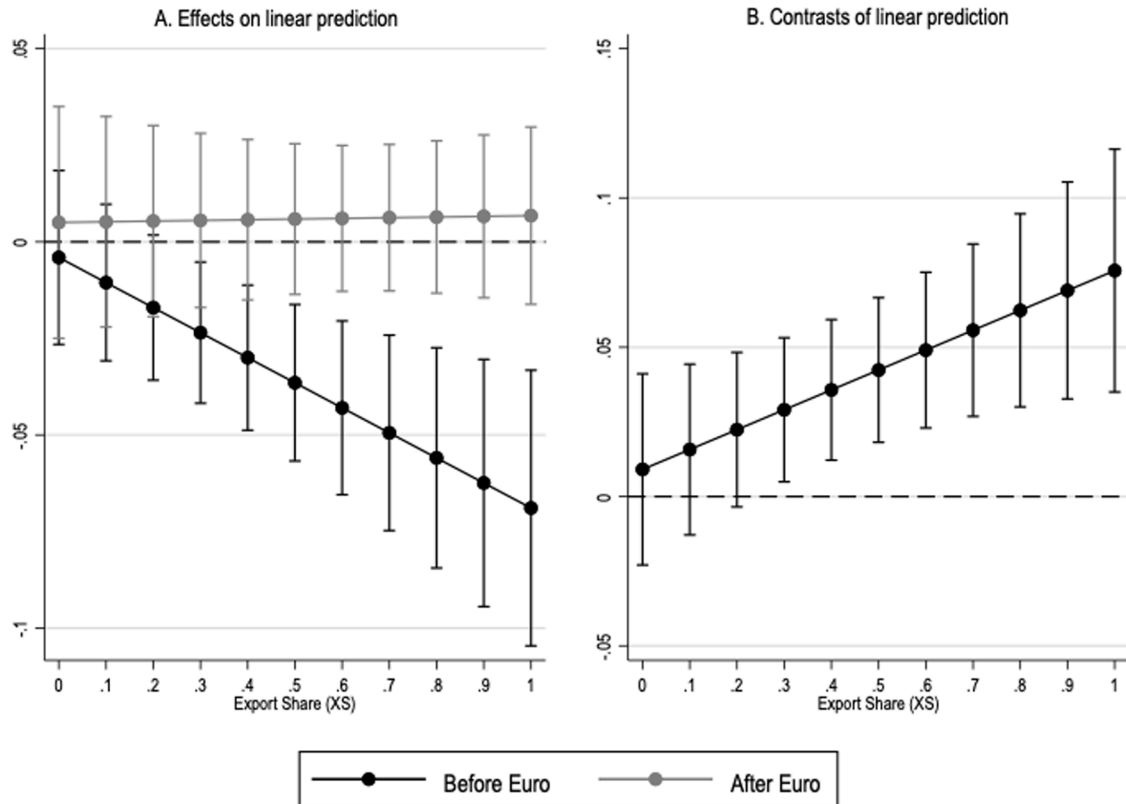 A. Effects on linear prediction
.05
0
-.05
-.1
0 .1 .2 .3 .4 .5 .6 .7 .8 .9 1
Export Share (XS)
B. Contrasts of linear prediction
.15
.1
.05
0
-.05
0 .1 .2 .3 .4 .5 .6 .7 .8 .9 1
Export Share (XS)
Before Euro After Euro